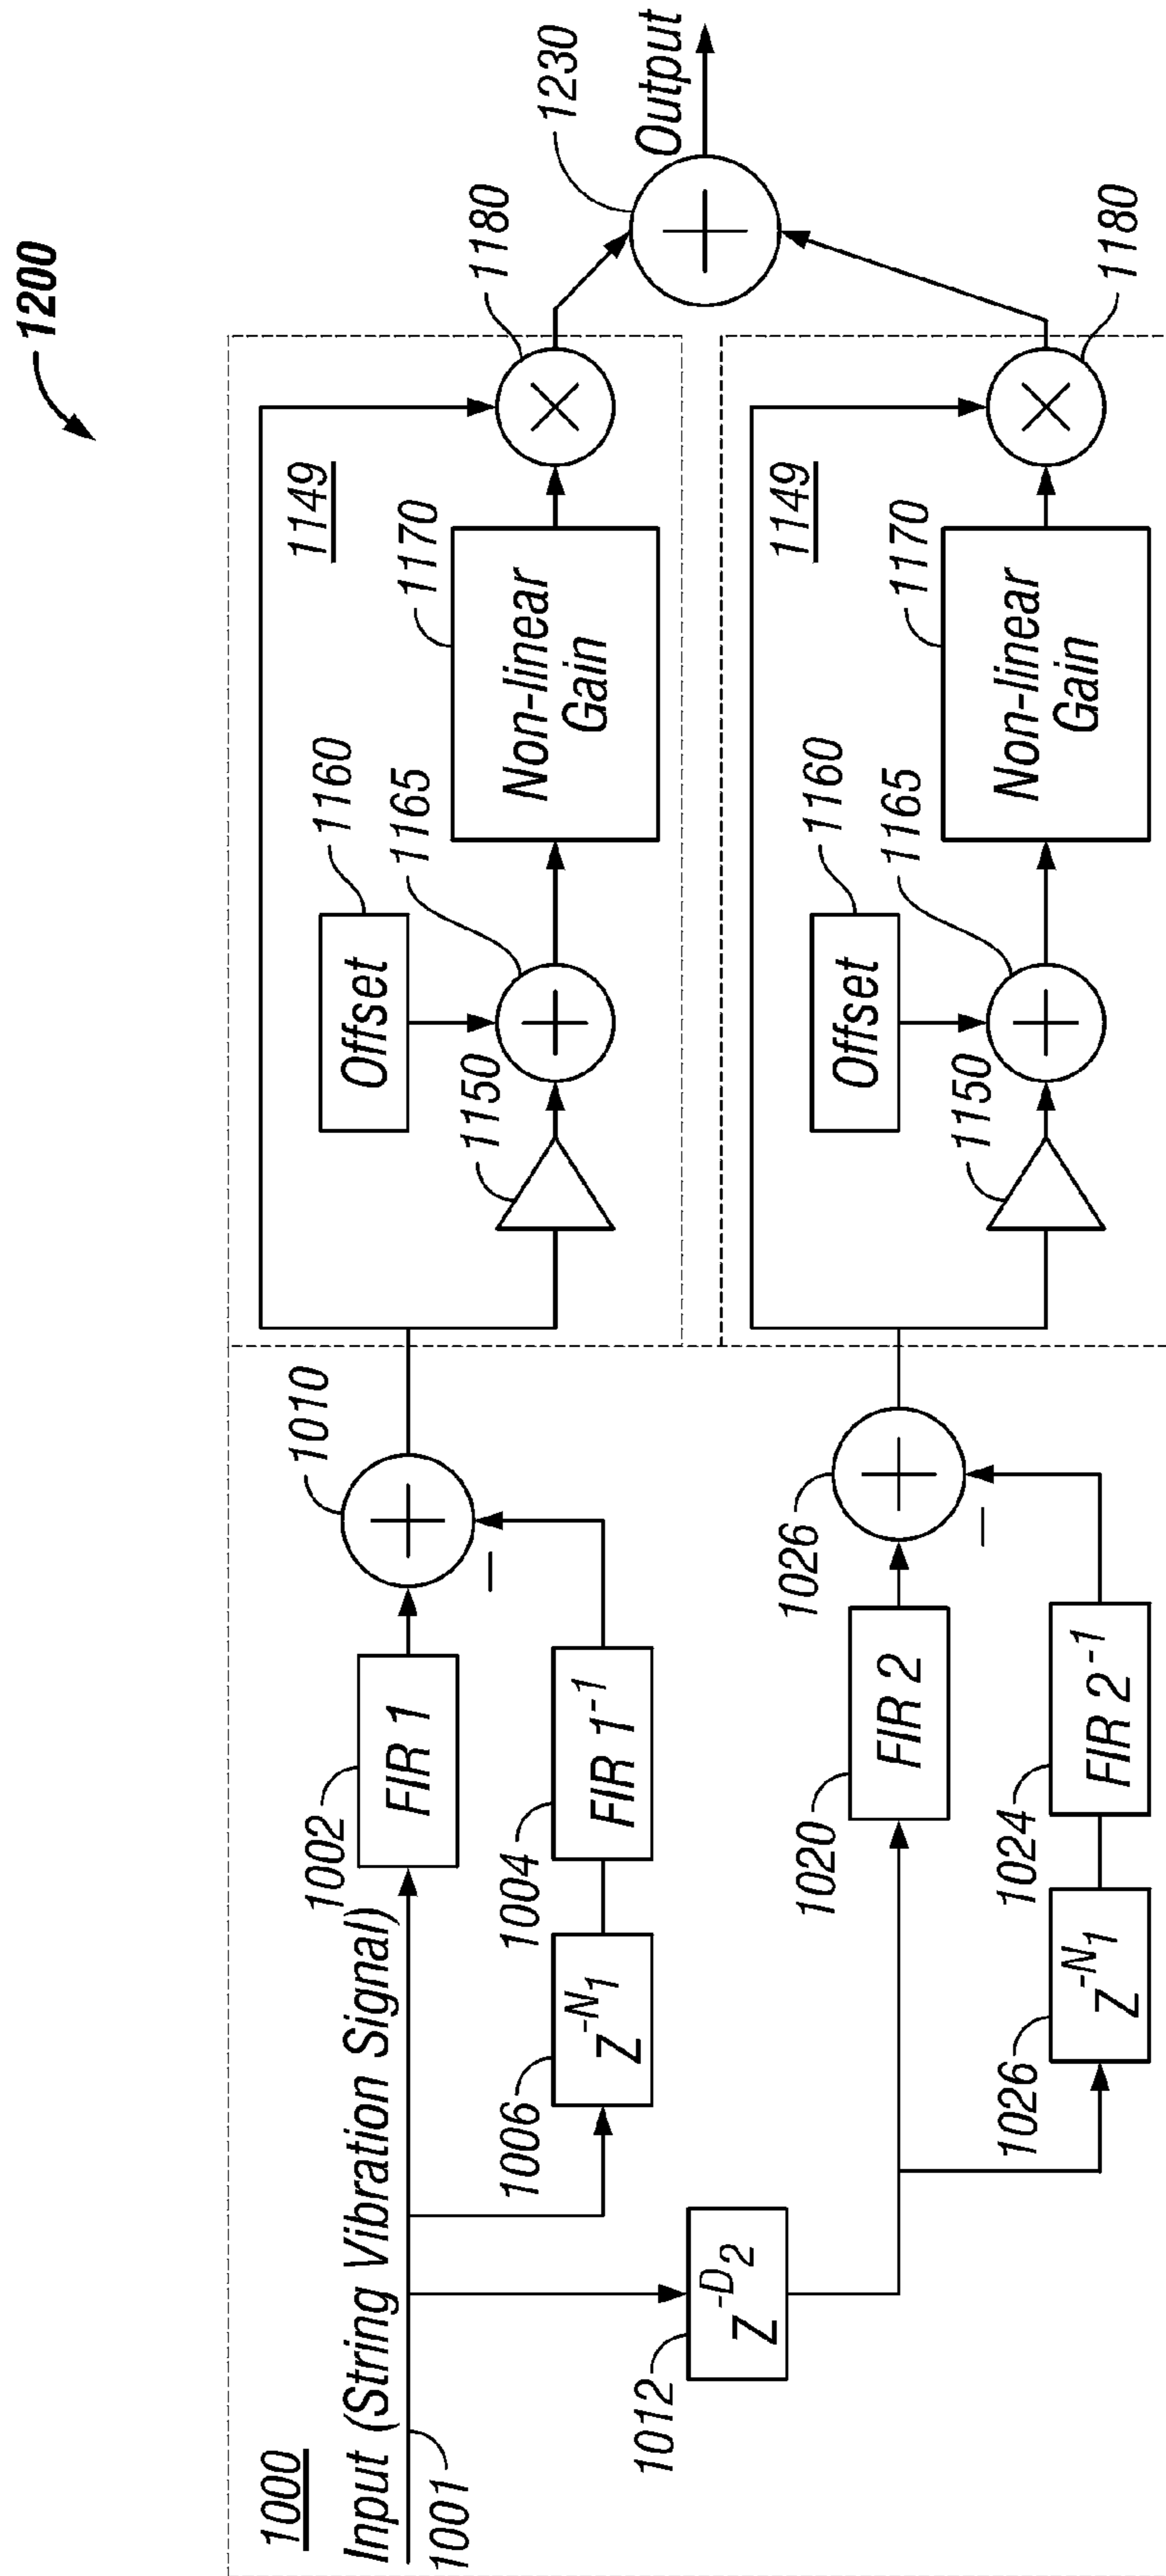 1200
1000
Input (String Vibration Signal)
1001
1002
FIR 1
1010
+
−
1006
Z^-N1
1004
FIR 1^-1
1012
Z^-D2
1020
FIR 2
1026
+
−
1026
Z^-N1
1024
FIR 2^-1
1149
1150
Offset
1160
+
1165
Non-linear
Gain
1170
×
1180
1149
1150
Offset
1160
+
1165
Non-linear
Gain
1170
×
1180
+
1230
Output